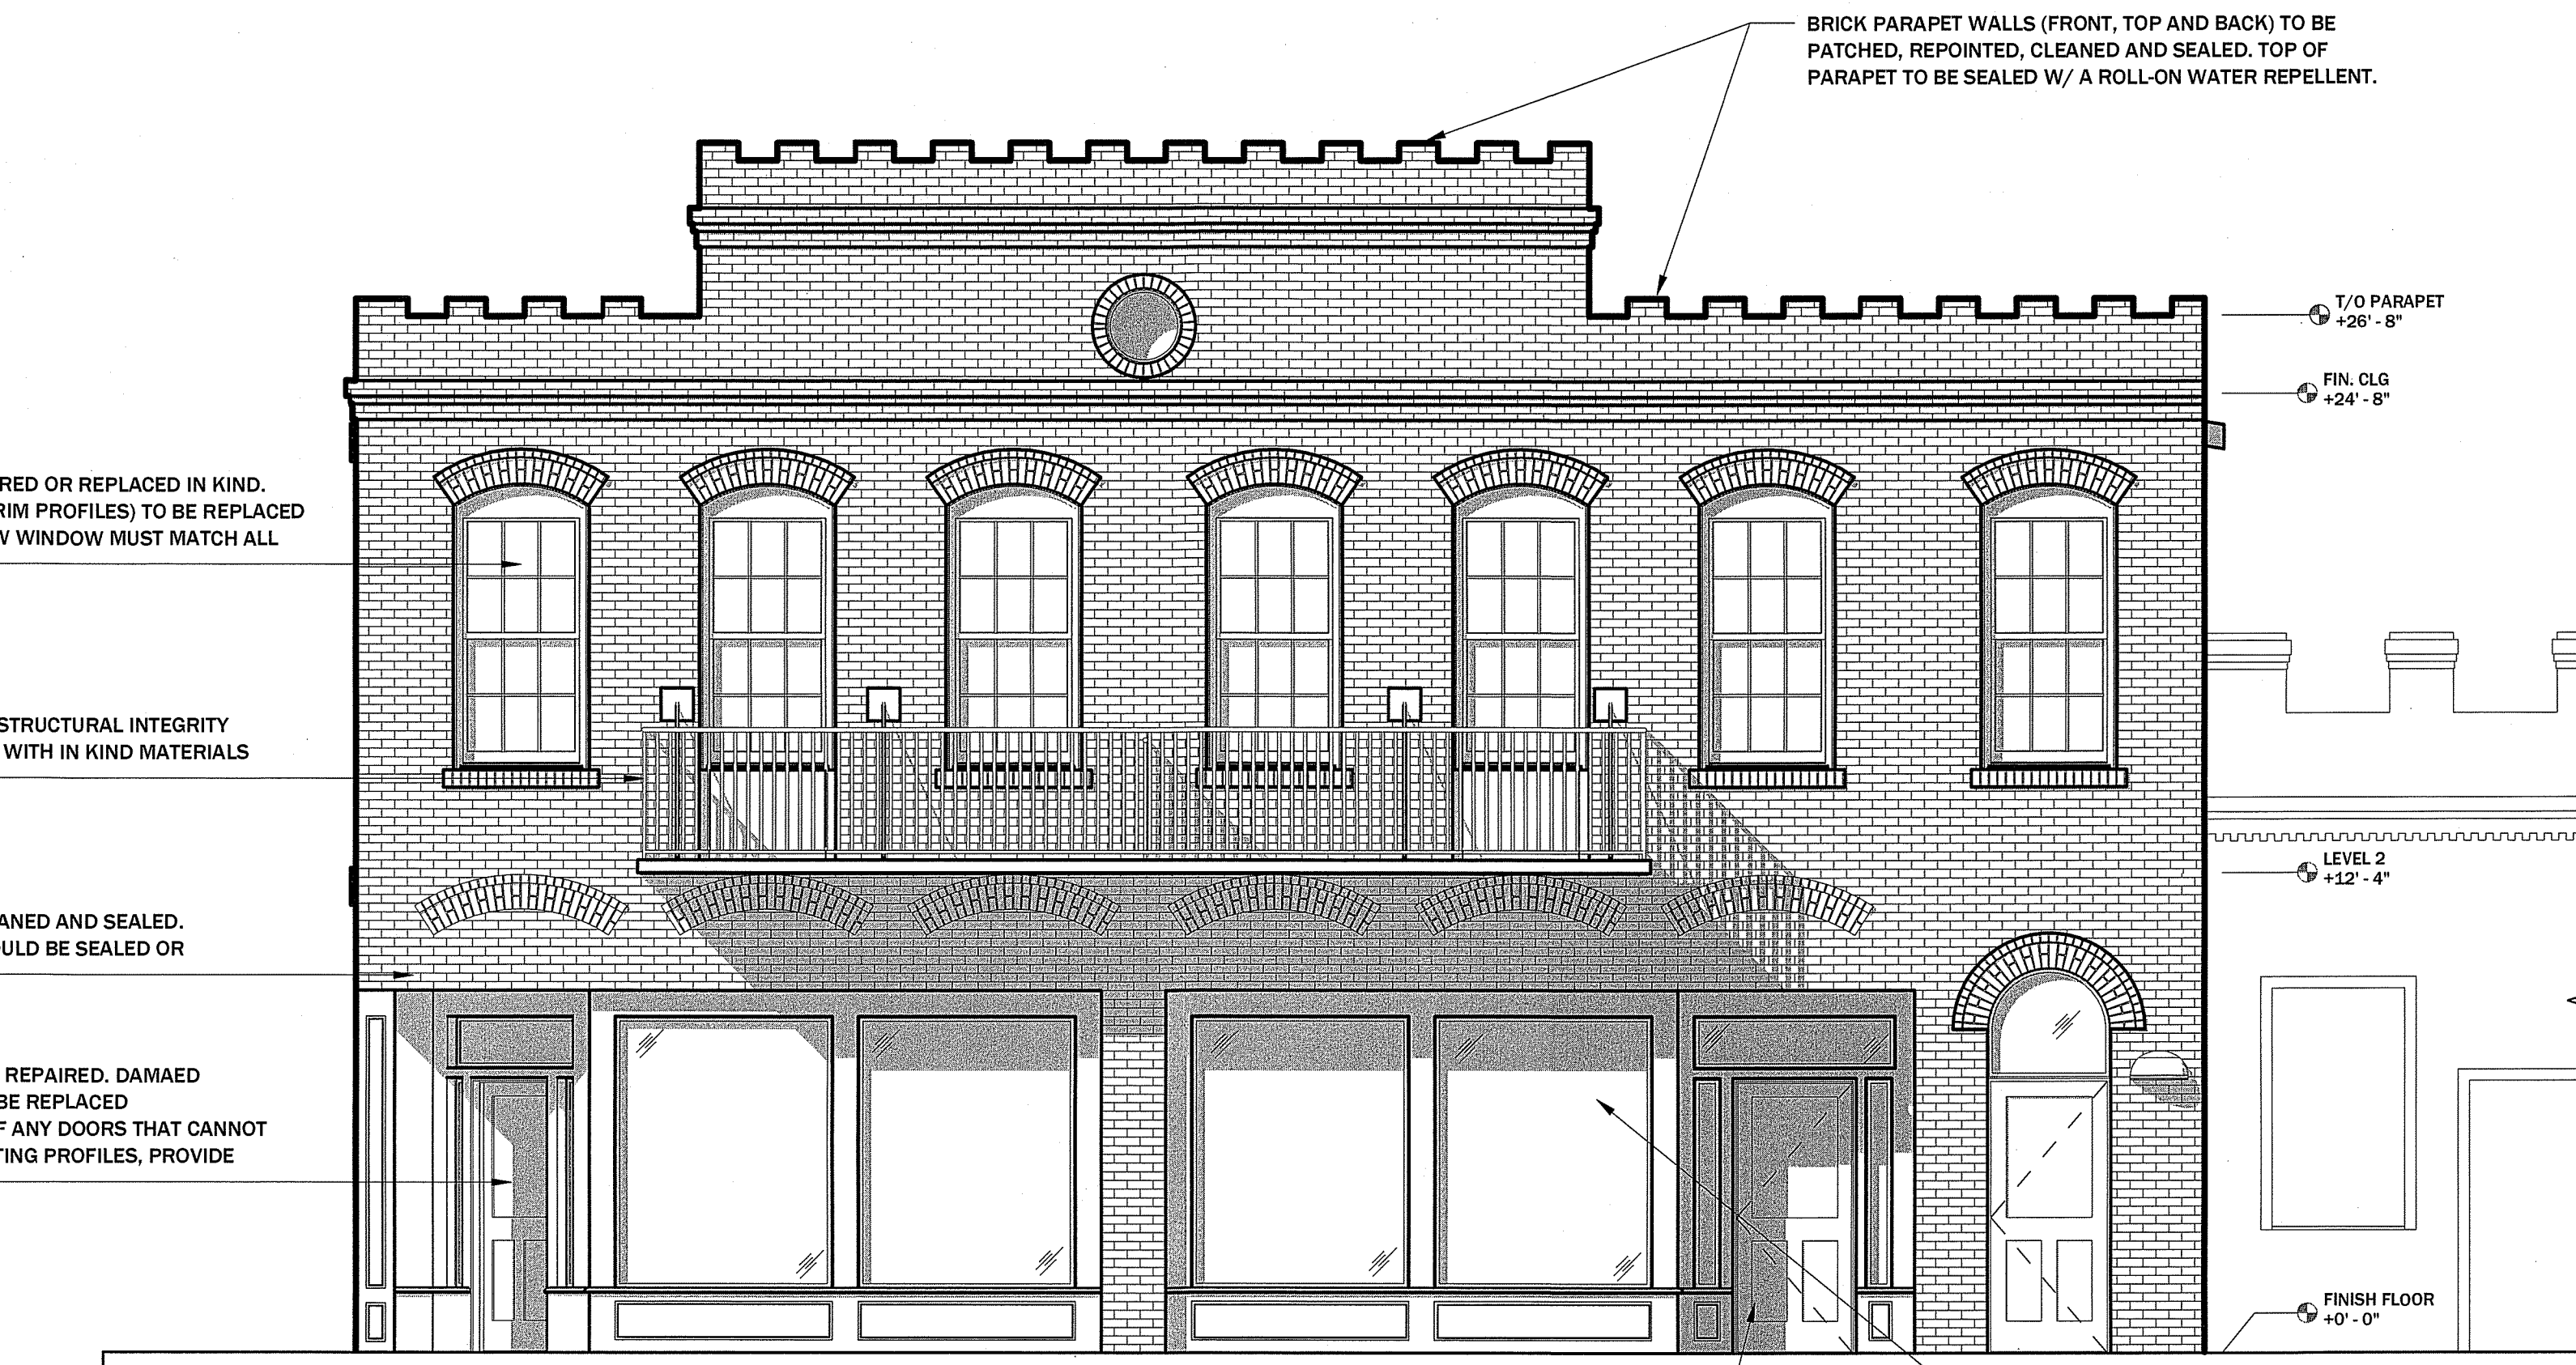 BRICK PARAPET WALLS (FRONT, TOP AND BACK) TO BE
PATCHED, REPOINTED, CLEANED AND SEALED. TOP OF
PARAPET TO BE SEALED W/ A ROLL-ON WATER REPELLENT.
T/O PARAPET
+26' - 8"
FIN. CLG
+24' - 8"
RED OR REPLACED IN KIND.
RIM PROFILES) TO BE REPLACED
W WINDOW MUST MATCH ALL
STRUCTURAL INTEGRITY
WITH IN KIND MATERIALS
LEVEL 2
+12' - 4"
ANED AND SEALED.
OULD BE SEALED OR
REPAIRED. DAMAED
BE REPLACED
F ANY DOORS THAT CANNOT
TING PROFILES, PROVIDE
FINISH FLOOR
+0' - 0"